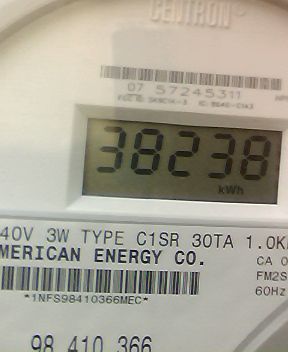 CENTRON®
07 57245311
38238
kWh
40V 3W TYPE C1SR 30TA 1.0K
MERICAN ENERGY CO.
CA 0
FM2S
60Hz
*1NFS98410366MEC*
98 410 366